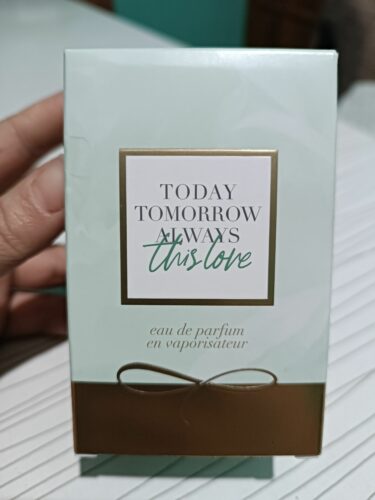 TODAY
TOMORROW
ALWAYS
this love
eau de parfum
en vaporisateur